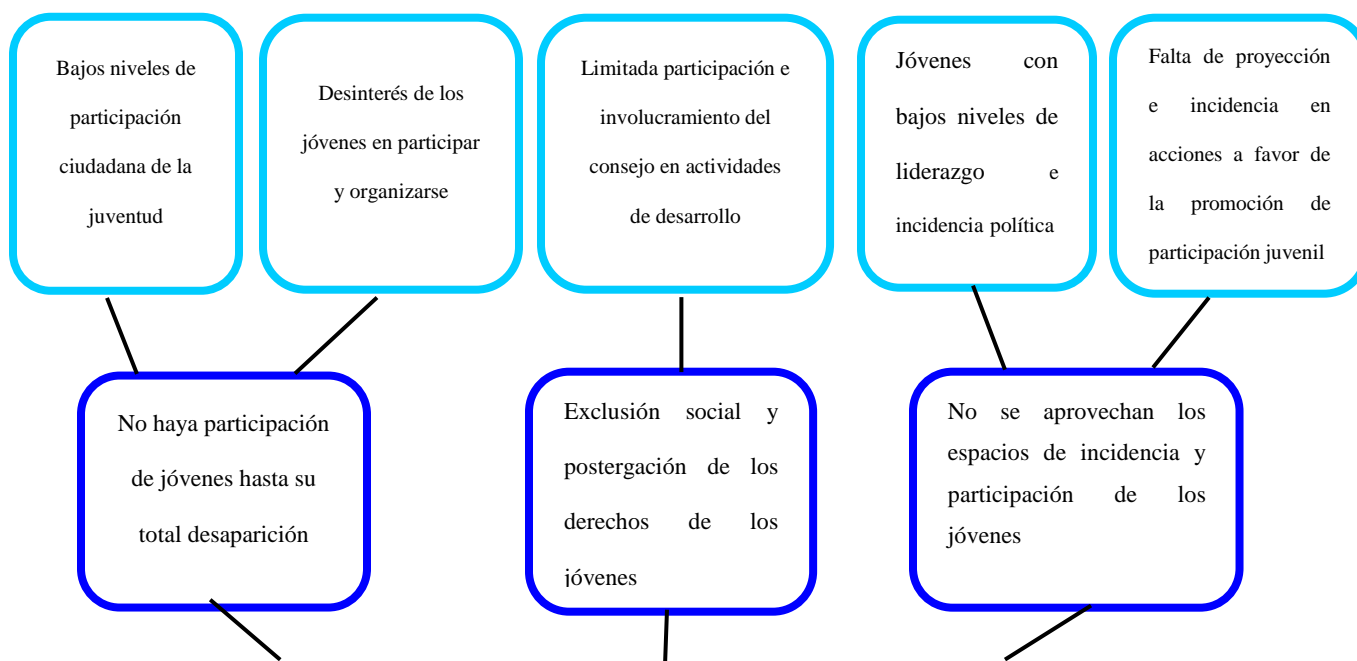 Bajos niveles de
participación
ciudadana de la
juventud
Desinterés de los
jóvenes en participar
y organizarse
Limitada participación e
involucramiento del
consejo en actividades
de desarrollo
Jóvenes con
bajos niveles de
liderazgo e
incidencia política
Falta de proyección
e incidencia en
acciones a favor de
la promoción de
participación juvenil
No haya participación
de jóvenes hasta su
total desaparición
Exclusión social y
postergación de los
derechos de los
jóvenes
No se aprovechan los
espacios de incidencia y
participación de los
jóvenes